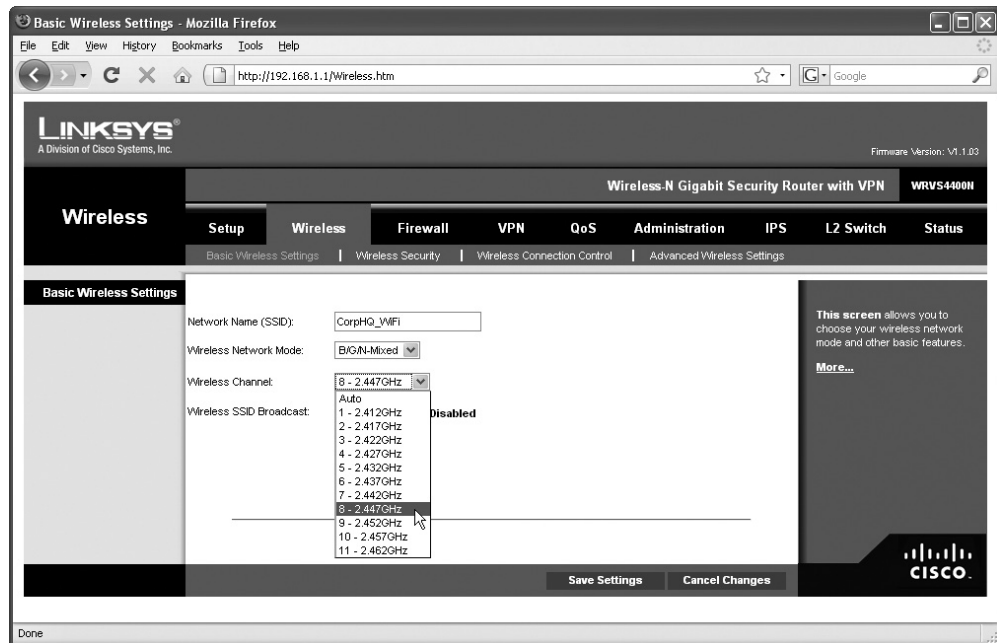 Basic Wireless Settings - Mozilla Firefox
File Edit View History Bookmarks Tools Help
http://192.168.1.1/Wireless.htm
G Google
LINKSYS®
A Division of Cisco Systems, Inc.
Firmware Version: V1.1.03
Wireless-N Gigabit Security Router with VPN WRVS4400N
Wireless
Setup Wireless Firewall VPN QoS Administration IPS L2 Switch Status
Basic Wireless Settings | Wireless Security | Wireless Connection Control | Advanced Wireless Settings
Basic Wireless Settings
Network Name (SSID): CorpHQ_WiFi
Wireless Network Mode: B/G/N-Mixed
Wireless Channel: 8 - 2.447GHz
Wireless SSID Broadcast: Disabled
Auto
1 - 2.412GHz
2 - 2.417GHz
3 - 2.422GHz
4 - 2.427GHz
5 - 2.432GHz
6 - 2.437GHz
7 - 2.442GHz
8 - 2.447GHz
9 - 2.452GHz
10 - 2.457GHz
11 - 2.462GHz
This screen allows you to
choose your wireless network
mode and other basic features.
More...
Save Settings Cancel Changes
CISCO
Done